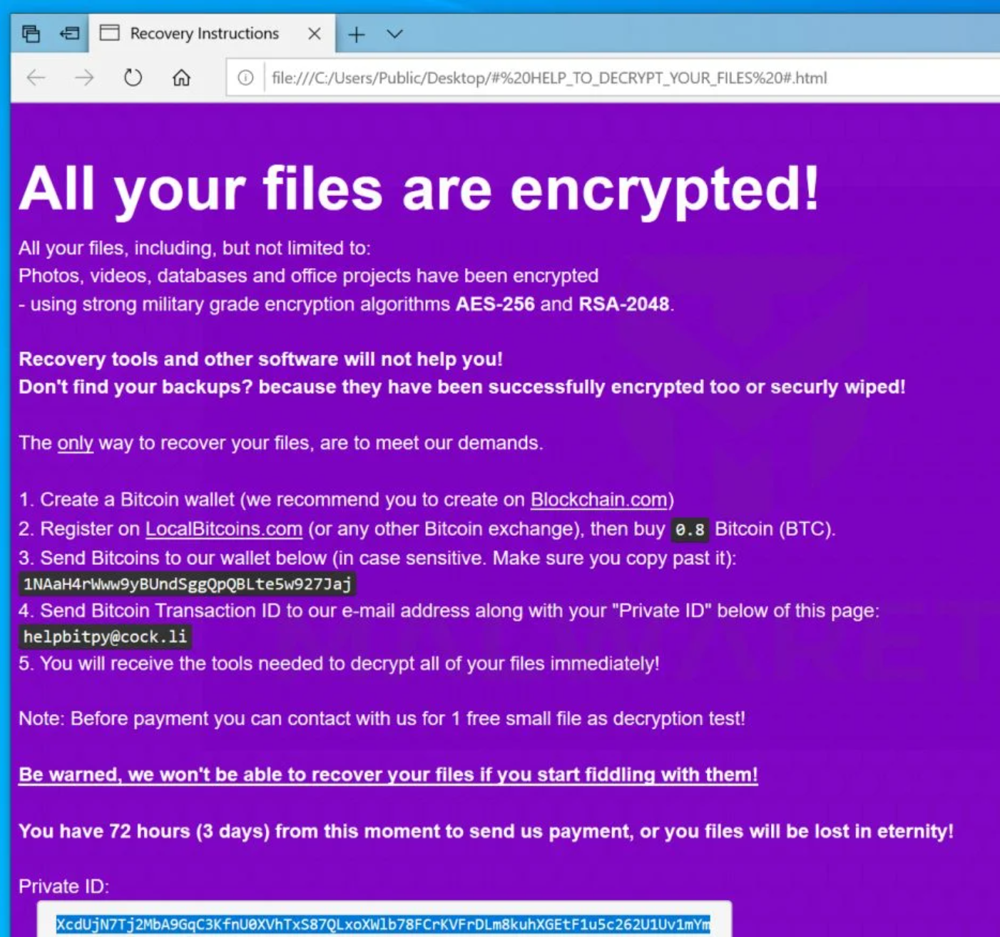 Recovery Instructions
file:///C:/Users/Public/Desktop/#%20HELP_TO_DECRYPT_YOUR_FILES%20#.html
All your files are encrypted!
All your files, including, but not limited to:
Photos, videos, databases and office projects have been encrypted
- using strong military grade encryption algorithms AES-256 and RSA-2048.
Recovery tools and other software will not help you!
Don't find your backups? because they have been successfully encrypted too or securly wiped!
The only way to recover your files, are to meet our demands.
1. Create a Bitcoin wallet (we recommend you to create on Blockchain.com)
2. Register on LocalBitcoins.com (or any other Bitcoin exchange), then buy 0.8 Bitcoin (BTC).
3. Send Bitcoins to our wallet below (in case sensitive. Make sure you copy past it):
1NAaH4rWww9yBUndSggQpQBLte5w927Jaj
4. Send Bitcoin Transaction ID to our e-mail address along with your "Private ID" below of this page:
helpbitpy@cock.li
5. You will receive the tools needed to decrypt all of your files immediately!
Note: Before payment you can contact with us for 1 free small file as decryption test!
Be warned, we won't be able to recover your files if you start fiddling with them!
You have 72 hours (3 days) from this moment to send us payment, or you files will be lost in eternity!
Private ID:
XcdUjN7Tj2MbA9GqC3KfnU0XVhTxS87QLxoXWlb78FCrKVFrDLm8kuhXGEtF1u5c262U1Uv1mYm